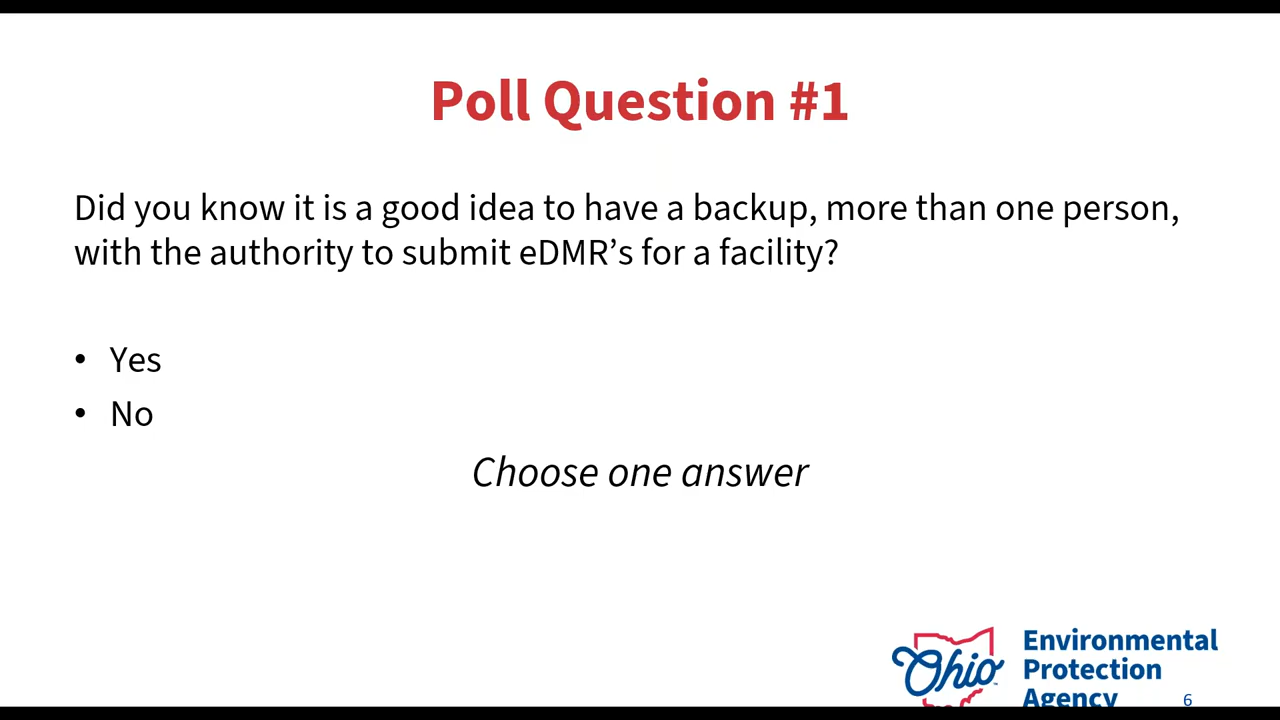 Poll Question #1
Did you know it is a good idea to have a backup, more than one person,
with the authority to submit eDMR’s for a facility?
• Yes
• No
Choose one answer
Ohio
Environmental
Protection
Agency
6